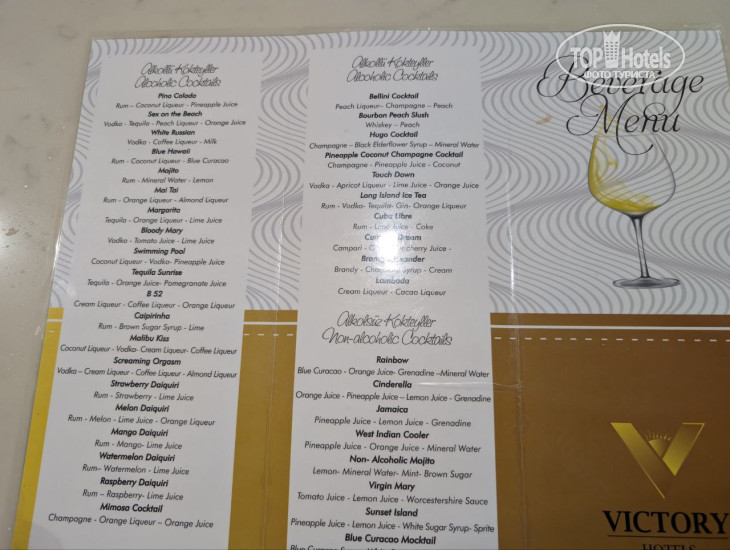 Alkollü Kokteyller
Alcoholic Cocktails
Pina Colada
Rum – Coconut Liqueur - Pineapple Juice
Sex on the Beach
Vodka - Tequila - Peach Liqueur - Orange Juice
White Russian
Vodka - Coffee Liqueur - Milk
Blue Hawaii
Rum - Coconut Liqueur - Blue Curacao
Mojito
Rum - Mineral Water - Lemon
Mai Tai
Rum - Orange Liqueur - Almond Liqueur
Margarita
Tequila - Orange Liqueur - Lime Juice
Bloody Mary
Vodka - Tomato Juice - Lime Juice
Swimming Pool
Coconut Liqueur - Vodka- Pineapple Juice
Tequila Sunrise
Tequila - Orange Juice- Pomegranate Juice
B 52
Cream Liqueur - Coffee Liqueur - Orange Liqueur
Caipirinha
Rum - Brown Sugar Syrup - Lime
Malibu Kiss
Coconut Liqueur - Vodka- Cream Liqueur- Coffee Liqueur
Screaming Orgasm
Vodka – Cream Liqueur - Coffee Liqueur - Almond Liqueur
Strawberry Daiquiri
Rum - Strawberry - Lime Juice
Melon Daiquiri
Rum - Melon - Lime Juice - Orange Liqueur
Mango Daiquiri
Rum - Mango- Lime Juice
Watermelon Daiquiri
Rum– Watermelon - Lime Juice
Raspberry Daiquiri
Rum – Raspberry- Lime Juice
Mimosa Cocktail
Champagne - Orange Liqueur – Orange Juice
Alkollü Kokteyller
Alcoholic Cocktails
Bellini Cocktail
Peach Liqueur– Champagne – Peach
Bourbon Peach Slush
Whiskey – Peach
Hugo Cocktail
Champagne – Black Elderflower Syrup – Mineral Water
Pineapple Coconut Champagne Cocktail
Champagne - Pineapple Juice - Coconut
Touch Down
Vodka - Apricot Liqueur - Lime Juice - Orange Juice
Long Island Ice Tea
Rum - Vodka- Tequila- Gin- Orange Liqueur
Cuba Libre
Rum - Lime Juice - Coke
Dream
Campari - cherry Juice -
Brandy
Brandy - Syrup - Cream
Lambada
Cream Liqueur - Cacao Liqueur
Alkolsüz Kokteyller
Non-alcoholic Cocktails
Rainbow
Blue Curacao - Orange Juice- Grenadine –Mineral Water
Cinderella
Orange Juice - Pineapple Juice – Lemon Juice - Grenadine
Jamaica
Pineapple Juice - Lemon Juice - Grenadine
West Indian Cooler
Pineapple Juice - Orange Juice - Mineral Water
Non- Alcoholic Mojito
Lemon- Mineral Water- Mint- Brown Sugar
Virgin Mary
Tomato Juice - Lemon Juice - Worcestershire Sauce
Sunset Island
Pineapple Juice - Lemon Juice - White Sugar Syrup- Sprite
Blue Curacao Mocktail
Blue Curacao Syrup
TOP Hotels
ФОТО ТУРИСТА
Beverage
Menu
VICTORY
HOTELS